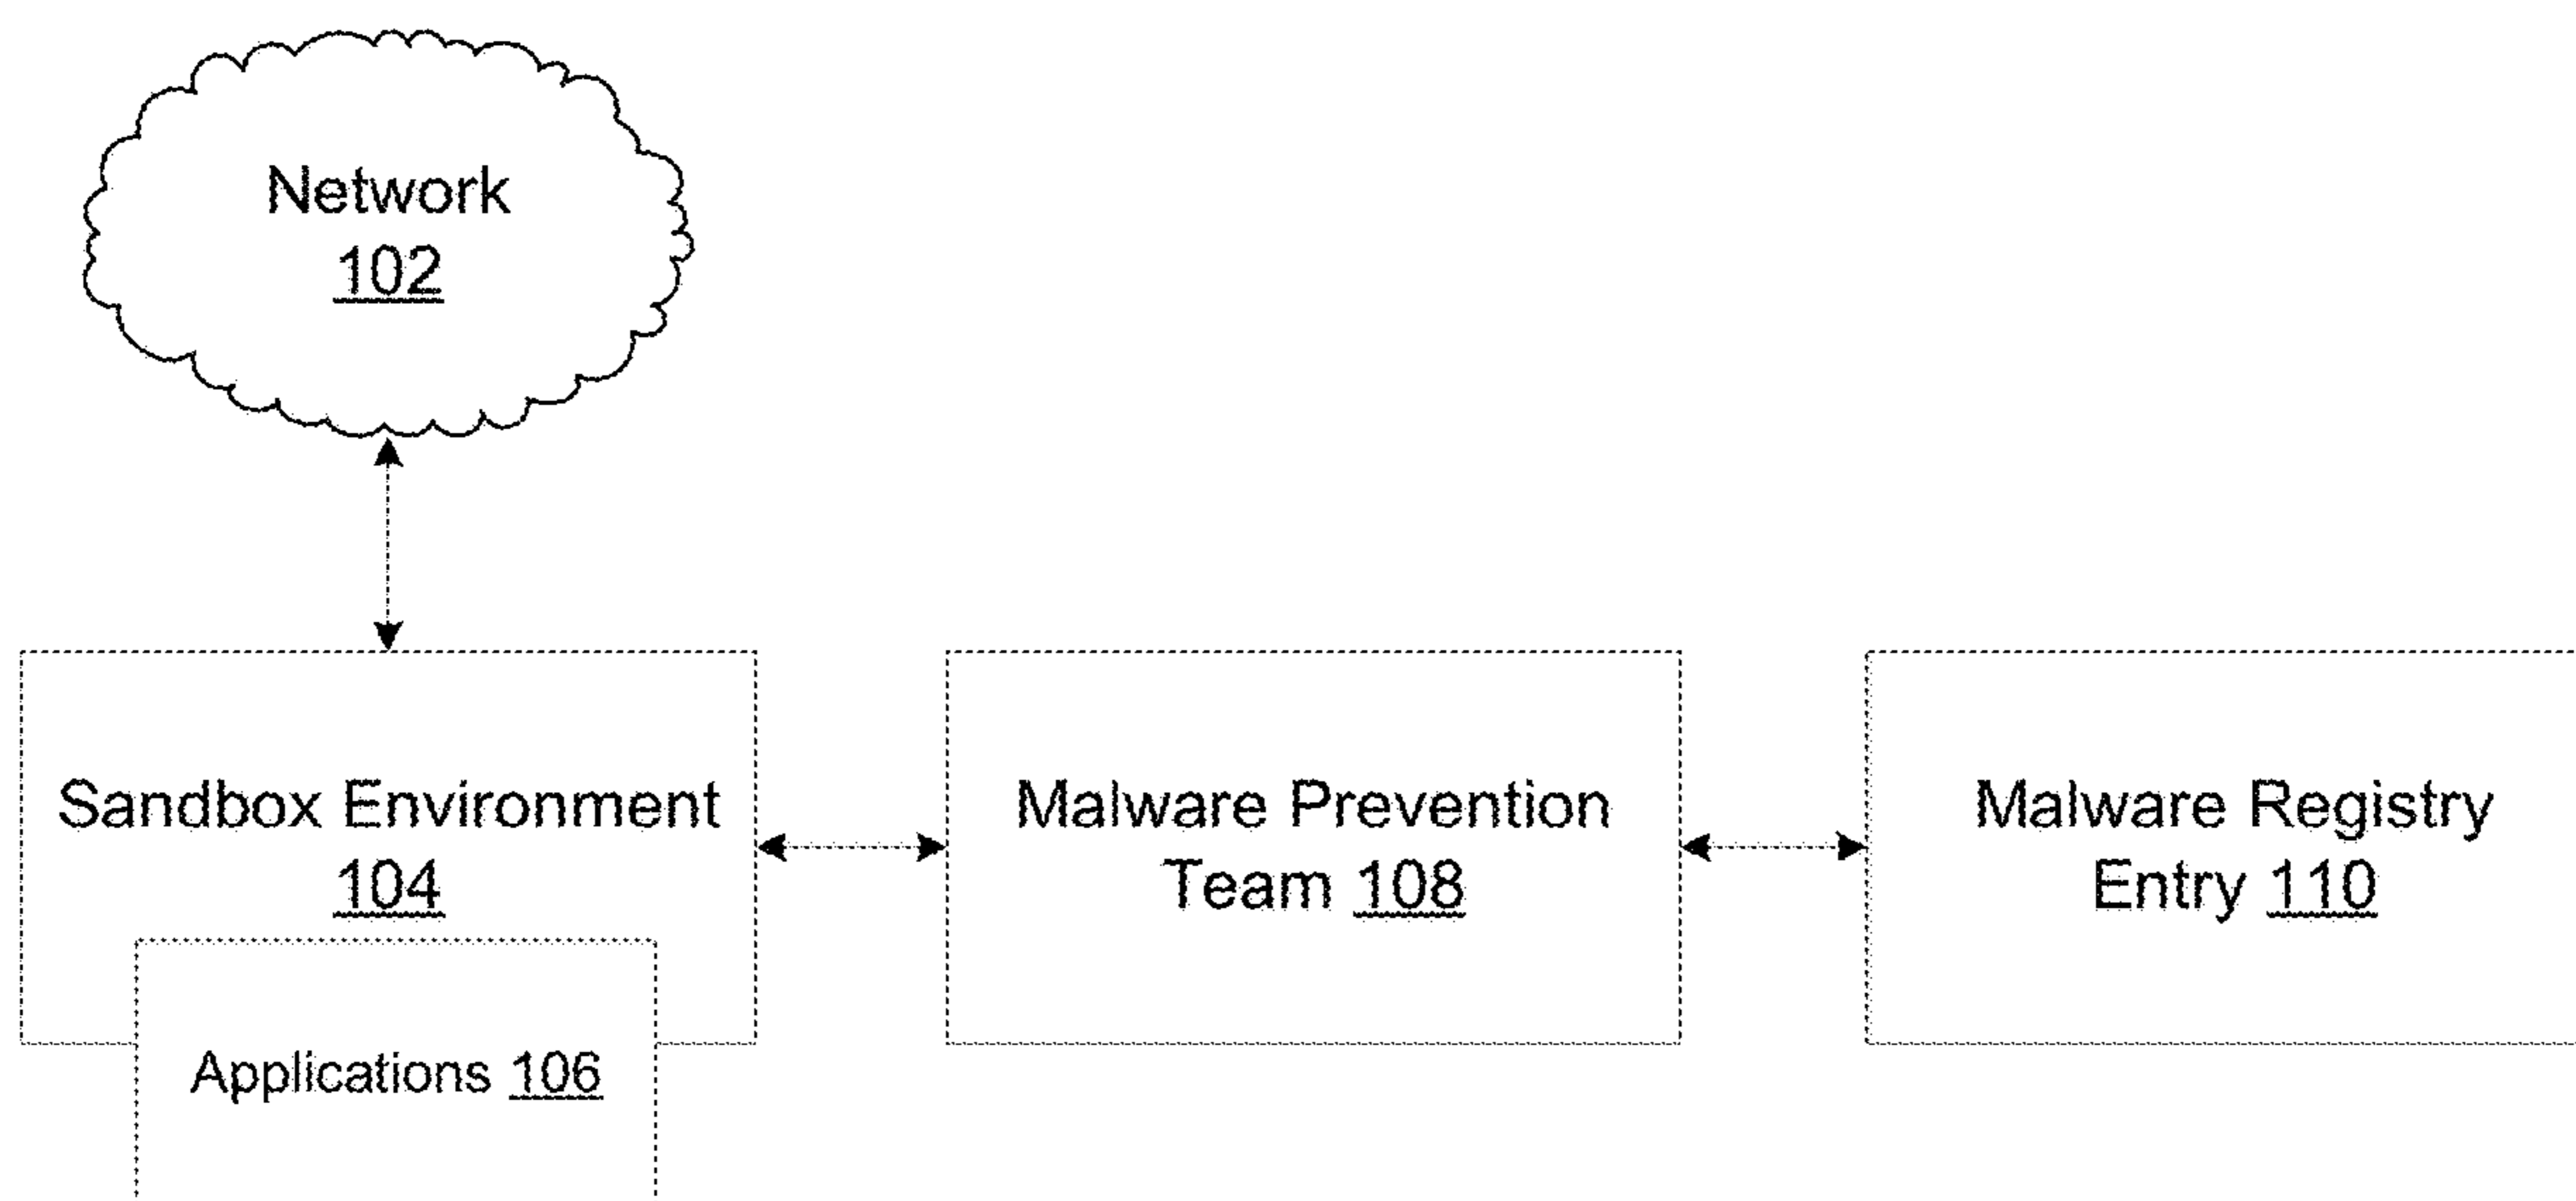 Network
102
Sandbox Environment
104
Applications 106
Malware Prevention
Team 108
Malware Registry
Entry 110